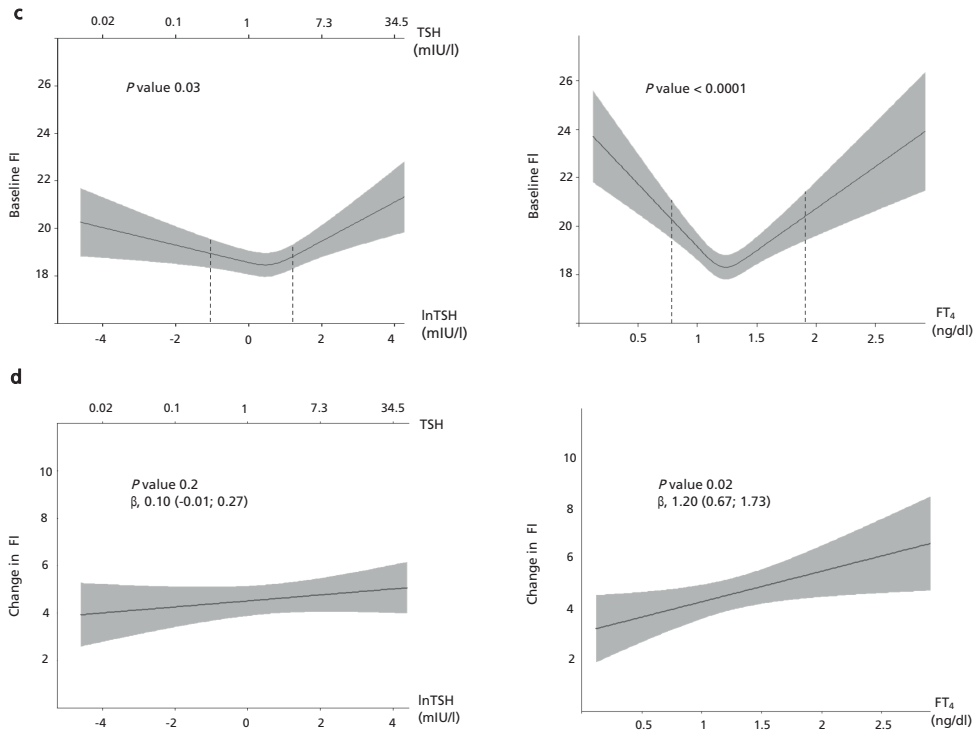 c
0.02 0.1 1 7.3 34.5 TSH
(mIU/l)
P value 0.03
26
24
22
20
18
Baseline FI
-4 -2 0 2 4
lnTSH
(mIU/l)
P value < 0.0001
26
24
22
20
18
Baseline FI
0.5 1 1.5 2 2.5
FT4
(ng/dl)
d
0.02 0.1 1 7.3 34.5
TSH
P value 0.2
β, 0.10 (-0.01; 0.27)
10
8
6
4
2
Change in FI
-4 -2 0 2 4
lnTSH
(mIU/l)
P value 0.02
β, 1.20 (0.67; 1.73)
10
8
6
4
2
Change in FI
0.5 1 1.5 2 2.5
FT4
(ng/dl)